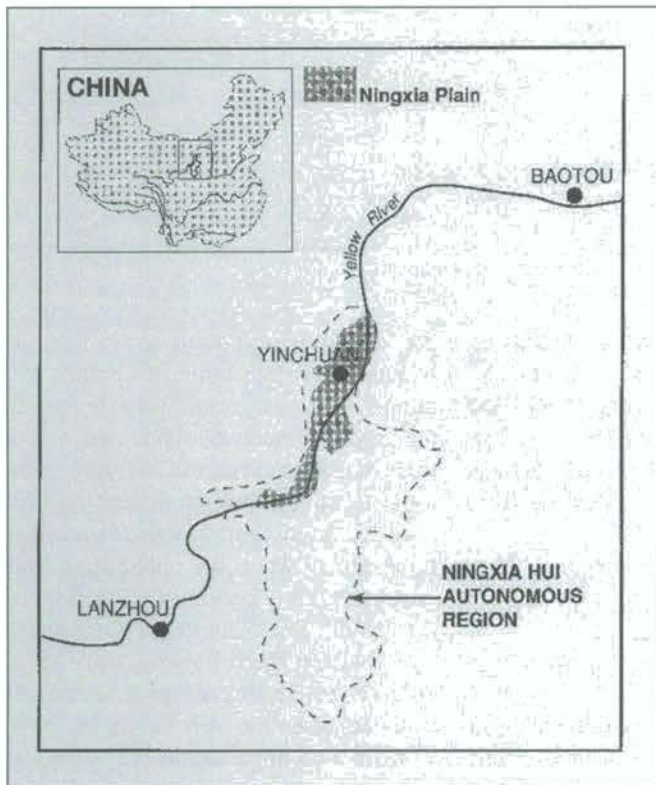 CHINA
Ningxia Plain
BAOTOU
Yellow River
YINCHUAN
NINGXIA HUI
AUTONOMOUS
REGION
LANZHOU